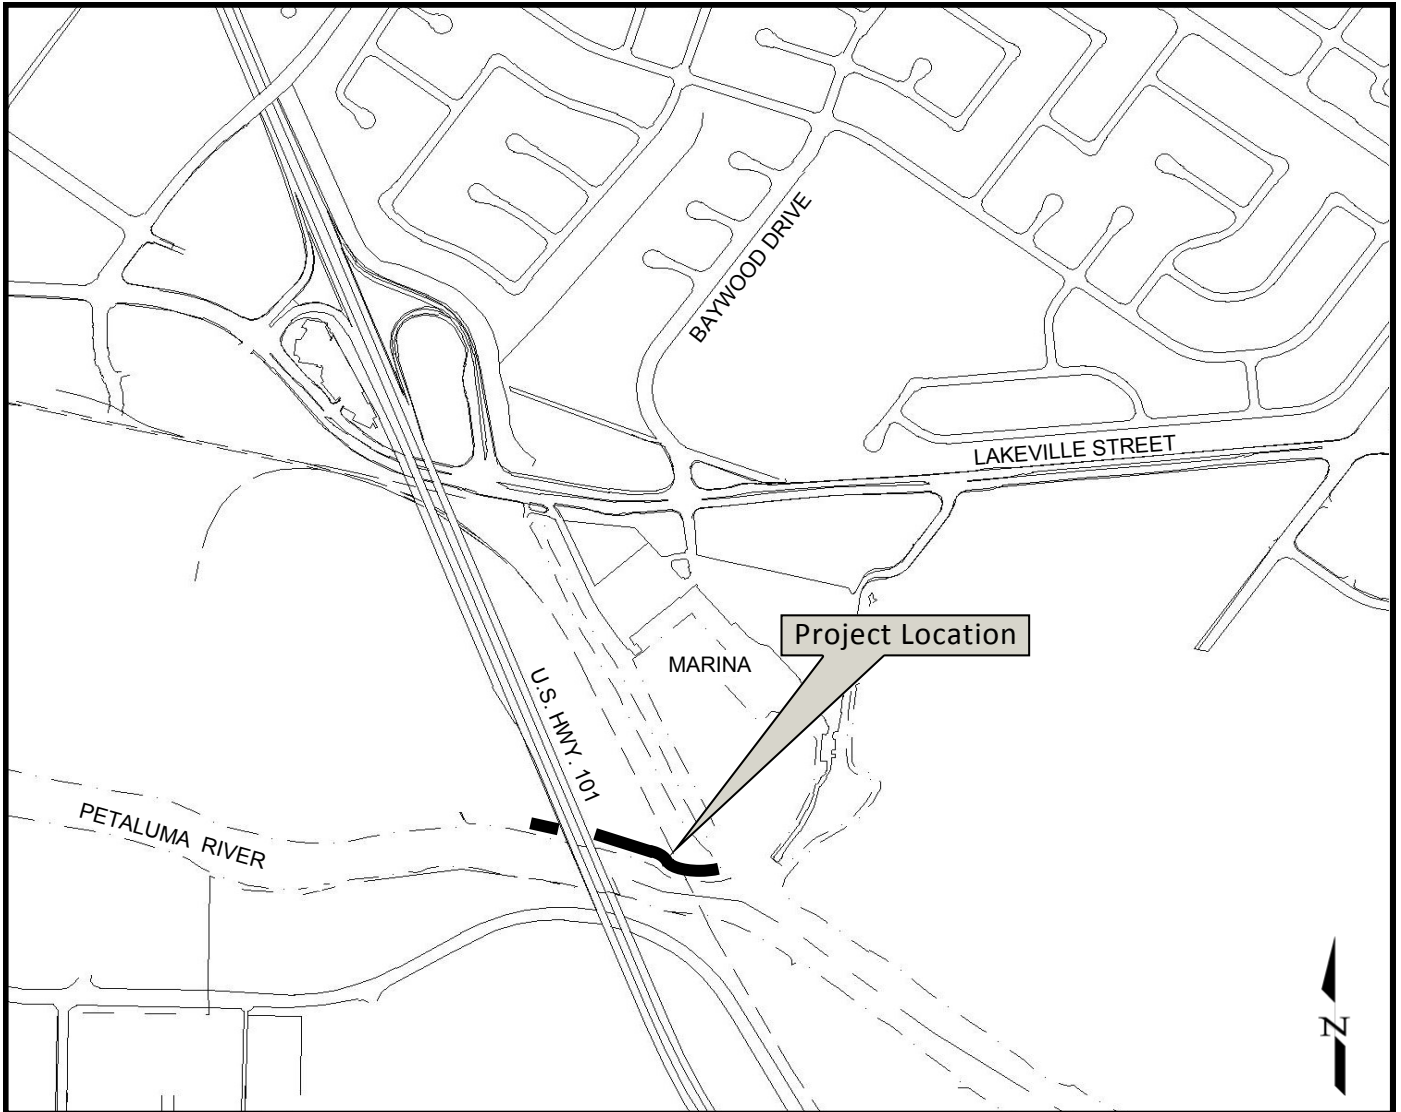 BAYWOOD DRIVE
LAKEVILLE STREET
Project Location
MARINA
U.S. HWY. 101
PETALUMA RIVER
N